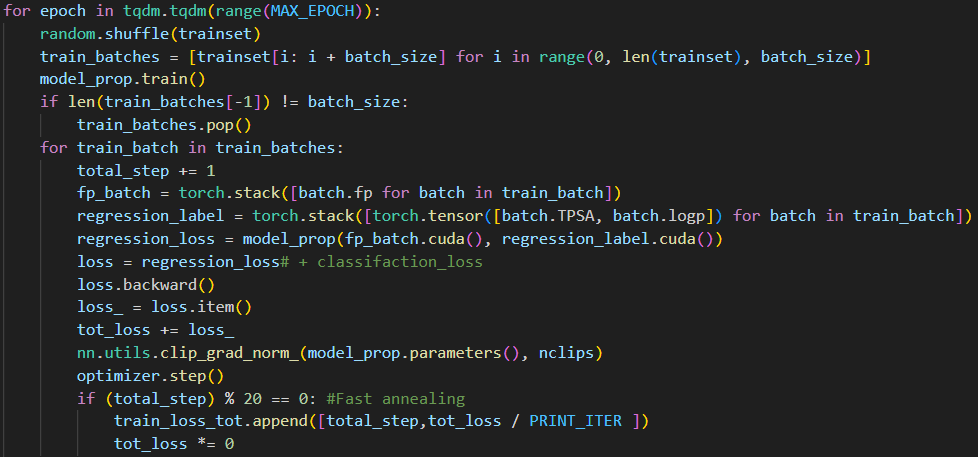 for epoch in tqdm.tqdm(range(MAX_EPOCH)):
    random.shuffle(trainset)
    train_batches = [trainset[i: i + batch_size] for i in range(0, len(trainset), batch_size)]
    model_prop.train()
    if len(train_batches[-1]) != batch_size:
        train_batches.pop()
    for train_batch in train_batches:
        total_step += 1
        fp_batch = torch.stack([batch.fp for batch in train_batch])
        regression_label = torch.stack([torch.tensor([batch.TPSA, batch.logp]) for batch in train_batch])
        regression_loss = model_prop(fp_batch.cuda(), regression_label.cuda())
        loss = regression_loss# + classifaction_loss
        loss.backward()
        loss_ = loss.item()
        tot_loss += loss_
        nn.utils.clip_grad_norm_(model_prop.parameters(), nclips)
        optimizer.step()
        if (total_step) % 20 == 0: #Fast annealing
            train_loss_tot.append([total_step,tot_loss / PRINT_ITER ])
            tot_loss *= 0